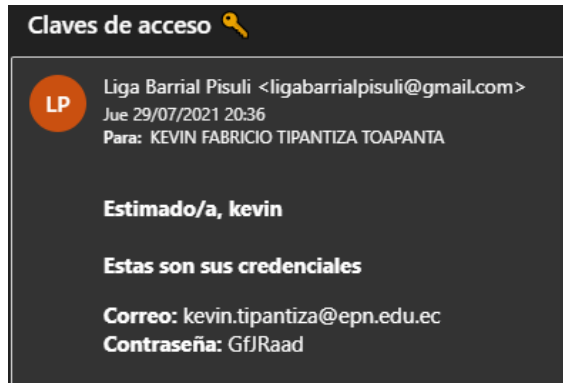 Claves de acceso 🔑
LP
Liga Barrial Pisuli <ligabarrialpisuli@gmail.com>
Jue 29/07/2021 20:36
Para: KEVIN FABRICIO TIPANTIZA TOAPANTA
Estimado/a, kevin
Estas son sus credenciales
Correo: kevin.tipantiza@epn.edu.ec
Contraseña: GfJRaad